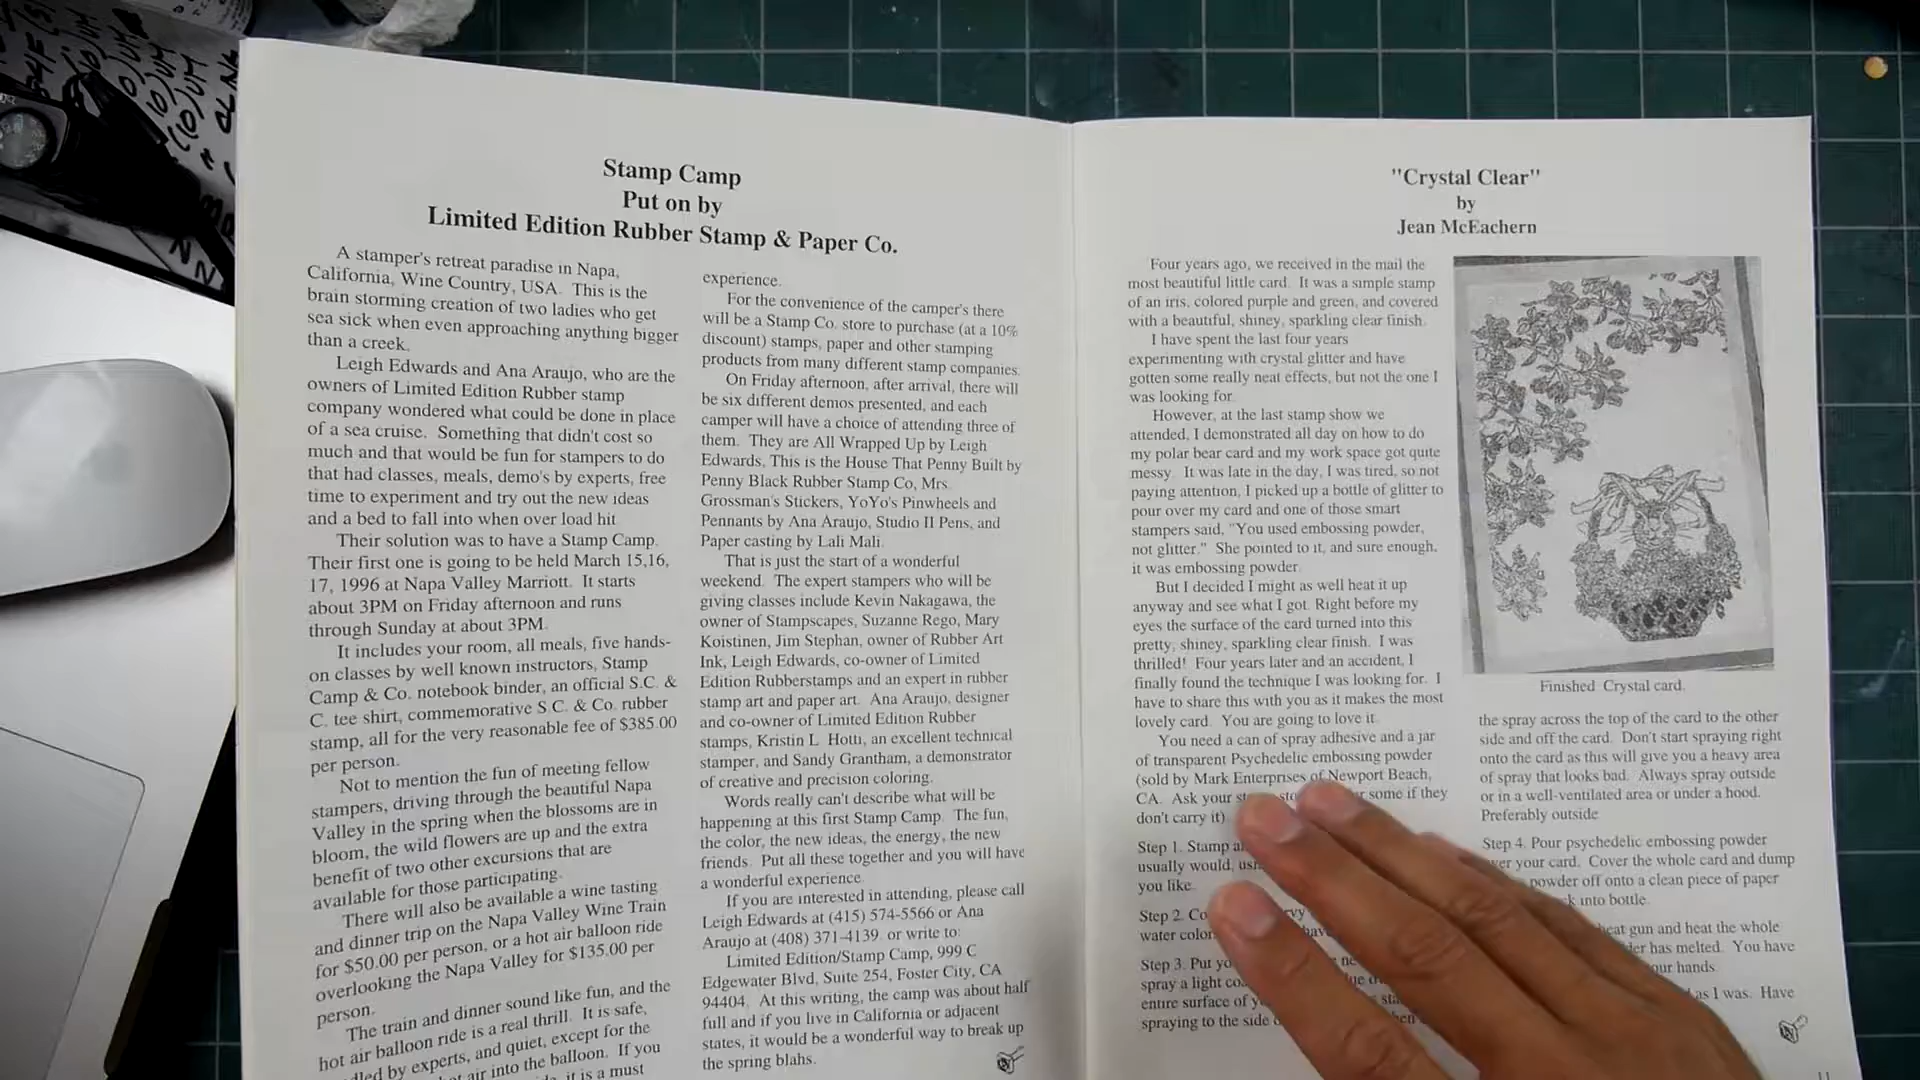 Stamp Camp
Put on by
Limited Edition Rubber Stamp & Paper Co.
A stamper's retreat paradise in Napa,
California, Wine Country, USA. This is the
brain storming creation of two ladies who get
sea sick when even approaching anything bigger
than a creek.
Leigh Edwards and Ana Araujo, who are the
owners of Limited Edition Rubber stamp
company wondered what could be done in place
of a sea cruise. Something that didn't cost so
much and that would be fun for stampers to do
that had classes, meals, demo's by experts, free
time to experiment and try out the new ideas
and a bed to fall into when over load hit
Their solution was to have a Stamp Camp.
Their first one is going to be held March 15,16,
17, 1996 at Napa Valley Marriott. It starts
about 3PM on Friday afternoon and runs
through Sunday at about 3PM.
It includes your room, all meals, five hands-
on classes by well known instructors, Stamp
Camp & Co. notebook binder, an official S.C. &
C. tee shirt, commemorative S.C. & Co. rubber
stamp, all for the very reasonable fee of $385.00
per person.
Not to mention the fun of meeting fellow
stampers, driving through the beautiful Napa
Valley in the spring when the blossoms are in
bloom, the wild flowers are up and the extra
benefit of two other excursions that are
available for those participating.
There will also be available a wine tasting
and dinner trip on the Napa Valley Wine Train
for $50.00 per person, or a hot air balloon ride
overlooking the Napa Valley for $135.00 per
person.
The train and dinner sound like fun, and the
hot air balloon ride is a real thrill. It is safe,
by experts, and quiet, except for the
air into the balloon. If you
it is a must
experience.
For the convenience of the camper's there
will be a Stamp Co. store to purchase (at a 10%
discount) stamps, paper and other stamping
products from many different stamp companies.
On Friday afternoon, after arrival, there will
be six different demos presented, and each
camper will have a choice of attending three of
them. They are All Wrapped Up by Leigh
Edwards, This is the House That Penny Built by
Penny Black Rubber Stamp Co, Mrs.
Grossman's Stickers, YoYo's Pinwheels and
Pennants by Ana Araujo, Studio II Pens, and
Paper casting by Lali Mali.
That is just the start of a wonderful
weekend. The expert stampers who will be
giving classes include Kevin Nakagawa, the
owner of Stampscapes, Suzanne Rego, Mary
Koistinen, Jim Stephan, owner of Rubber Art
Ink, Leigh Edwards, co-owner of Limited
Edition Rubberstamps and an expert in rubber
stamp art and paper art. Ana Araujo, designer
and co-owner of Limited Edition Rubber
stamps, Kristin L. Hotti, an excellent technical
stamper, and Sandy Grantham, a demonstrator
of creative and precision coloring.
Words really can't describe what will be
happening at this first Stamp Camp. The fun,
the color, the new ideas, the energy, the new
friends. Put all these together and you will have
a wonderful experience.
If you are interested in attending, please call
Leigh Edwards at (415) 574-5566 or Ana
Araujo at (408) 371-4139 or write to:
Limited Edition/Stamp Camp, 999 C
Edgewater Blvd, Suite 254, Foster City, CA
94404. At this writing, the camp was about half
full and if you live in California or adjacent
states, it would be a wonderful way to break up
the spring blahs.
"Crystal Clear"
by
Jean McEachern
Four years ago, we received in the mail the
most beautiful little card. It was a simple stamp
of an iris, colored purple and green, and covered
with a beautiful, shiney, sparkling clear finish.
I have spent the last four years
experimenting with crystal glitter and have
gotten some really neat effects, but not the one I
was looking for.
However, at the last stamp show we
attended, I demonstrated all day on how to do
my polar bear card and my work space got quite
messy. It was late in the day, I was tired, so not
paying attention, I picked up a bottle of glitter to
pour over my card and one of those smart
stampers said, "You used embossing powder,
not glitter." She pointed to it, and sure enough,
it was embossing powder.
But I decided I might as well heat it up
anyway and see what I got. Right before my
eyes the surface of the card turned into this
pretty, shiney, sparkling clear finish. I was
thrilled! Four years later and an accident, I
finally found the technique I was looking for. I
have to share this with you as it makes the most
lovely card. You are going to love it.
You need a can of spray adhesive and a jar
of transparent Psychedelic embossing powder
(sold by Mark Enterprises of Newport Beach,
CA. Ask your some if they
don't carry it).
Step 1. Stamp
usually would,
you like.
Step 2.
water
Step 3. Put
spray a light
entire surface of
spraying to the side
Finished Crystal card.
the spray across the top of the card to the other
side and off the card. Don't start spraying right
onto the card as this will give you a heavy area
of spray that looks bad. Always spray outside
or in a well-ventilated area or under a hood.
Preferably outside
Step 4. Pour psychedelic embossing powder
your card. Cover the whole card and dump
powder off onto a clean piece of paper
into bottle.
gun and heat the whole
has melted. You have
hands.
as I was. Have
11